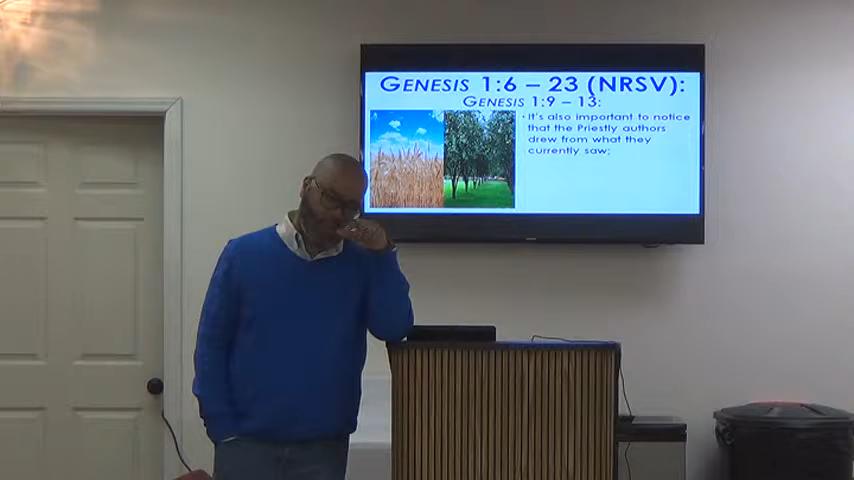 GENESIS 1:6 – 23 (NRSV):
GENESIS 1:9 – 13:
• It's also important to notice
that the Priestly authors
drew from what they
currently saw;